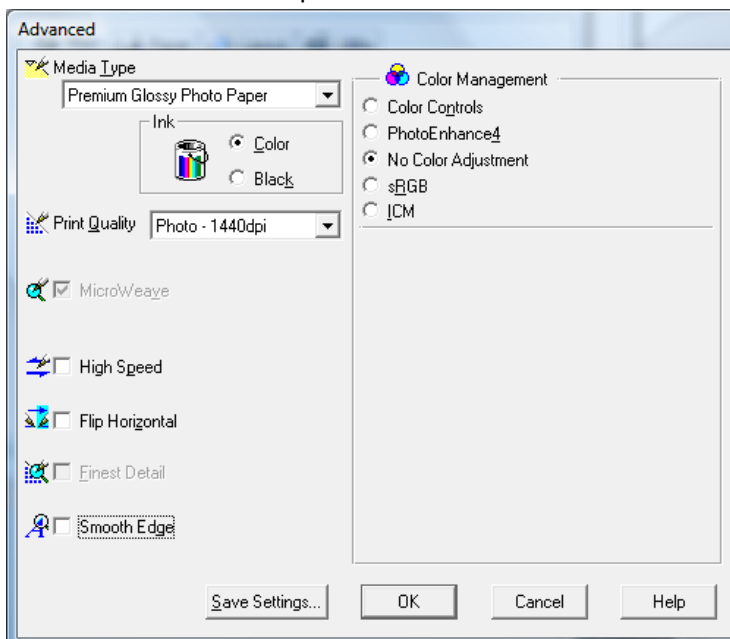 Advanced
Media Type
Premium Glossy Photo Paper
Ink
Color
Black
Print Quality
Photo - 1440dpi
MicroWeave
High Speed
Flip Horizontal
Finest Detail
Smooth Edge
Color Management
Color Controls
PhotoEnhance4
No Color Adjustment
sRGB
ICM
Save Settings...
OK
Cancel
Help